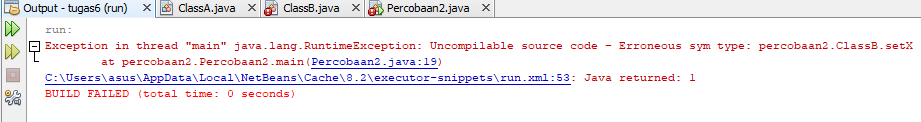 Output - tugas6 (run)
ClassA.java
ClassB.java
Percobaan2.java
run:
Exception in thread "main" java.lang.RuntimeException: Uncompilable source code - Erroneous sym type: percobaan2.ClassB.setX
at percobaan2.Percobaan2.main(Percobaan2.java:19)
C:\Users\asus\AppData\Local\NetBeans\Cache\8.2\executor-snippets\run.xml:53: Java returned: 1
BUILD FAILED (total time: 0 seconds)